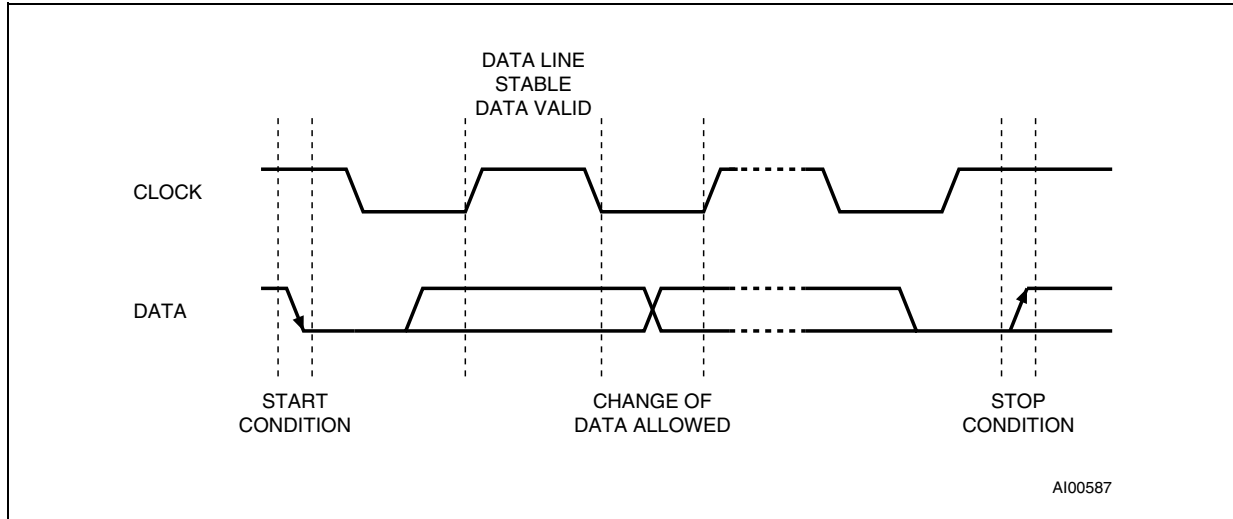 DATA LINE
STABLE
DATA VALID
CLOCK
DATA
START
CONDITION
CHANGE OF
DATA ALLOWED
STOP
CONDITION
AI00587